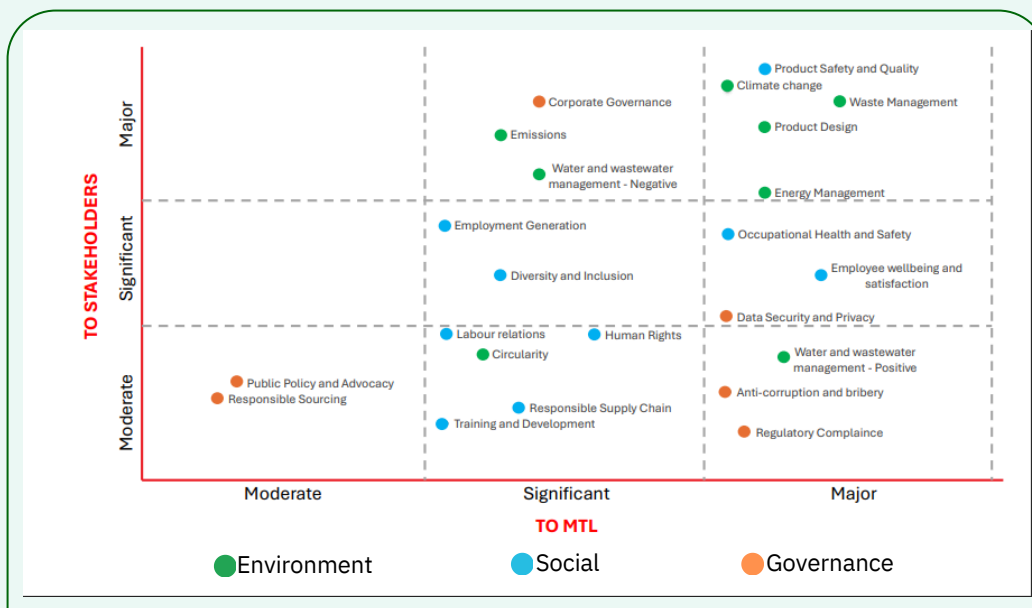 Major
Significant
Moderate
TO STAKEHOLDERS
Product Safety and Quality
Climate change
Corporate Governance
Waste Management
Emissions
Product Design
Water and wastewater
management - Negative
Energy Management
Employment Generation
Occupational Health and Safety
Diversity and Inclusion
Employee wellbeing and
satisfaction
Data Security and Privacy
Labour relations
Human Rights
Circularity
Water and wastewater
management - Positive
Public Policy and Advocacy
Responsible Sourcing
Anti-corruption and bribery
Responsible Supply Chain
Training and Development
Regulatory Complaince
Moderate
Significant
Major
TO MTL
Environment
Social
Governance